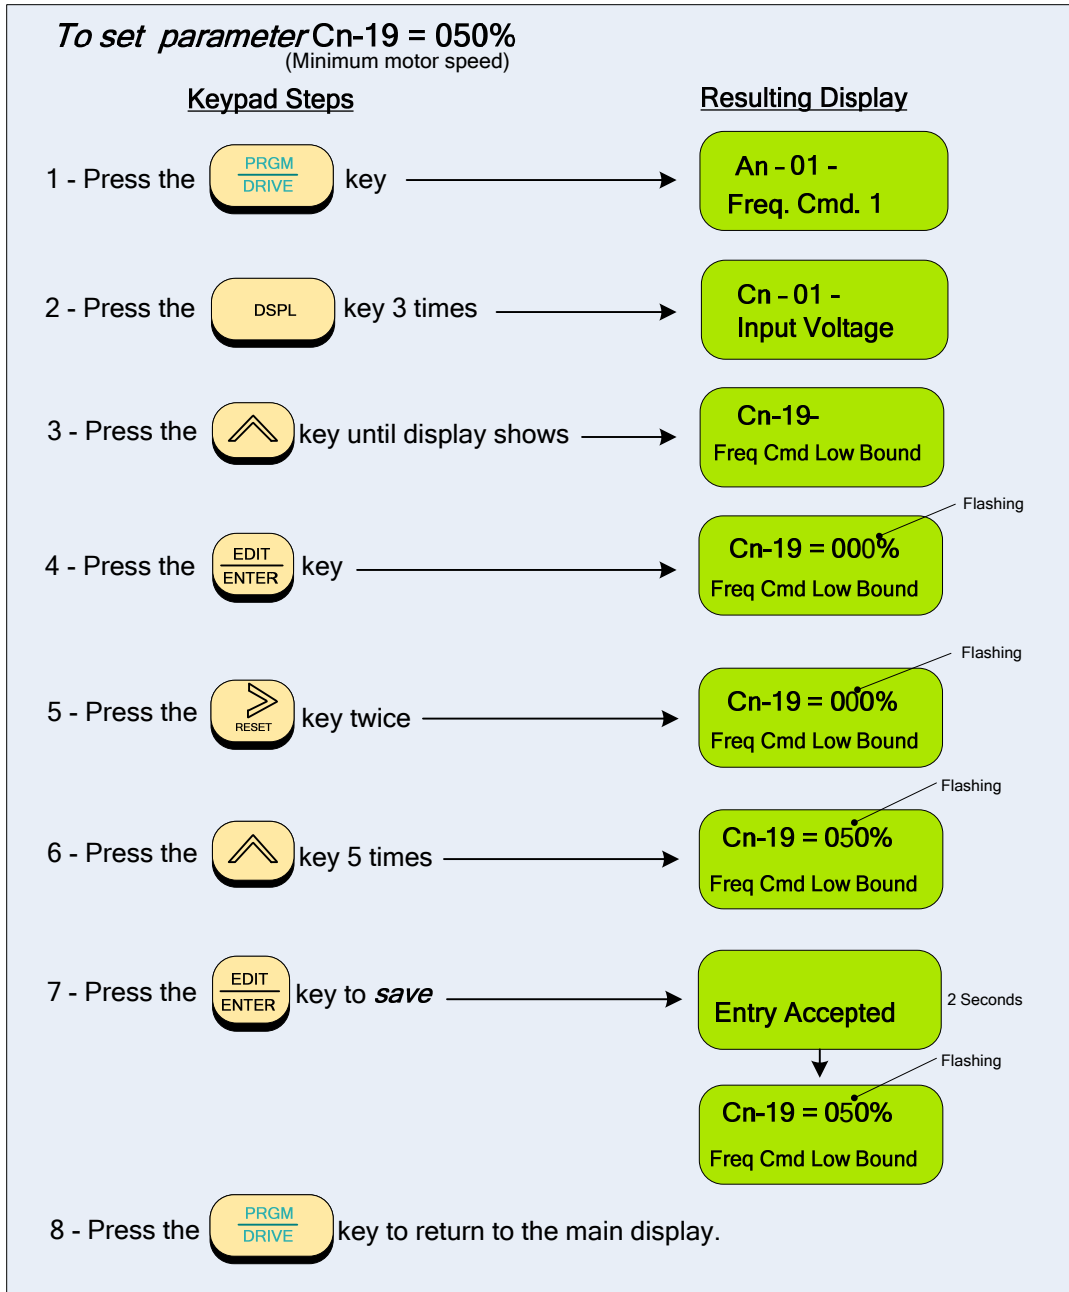 To set parameter Cn-19 = 050%
(Minimum motor speed)
Keypad Steps
Resulting Display
1 - Press the PRGM DRIVE key
An - 01 -
Freq. Cmd. 1
2 - Press the DSPL key 3 times
Cn - 01 -
Input Voltage
3 - Press the key until display shows
Cn-19-
Freq Cmd Low Bound
Flashing
4 - Press the EDIT ENTER key
Cn-19 = 000%
Freq Cmd Low Bound
Flashing
5 - Press the RESET key twice
Cn-19 = 000%
Freq Cmd Low Bound
Flashing
6 - Press the key 5 times
Cn-19 = 050%
Freq Cmd Low Bound
7 - Press the EDIT ENTER key to save
Entry Accepted
2 Seconds
Flashing
Cn-19 = 050%
Freq Cmd Low Bound
8 - Press the PRGM DRIVE key to return to the main display.